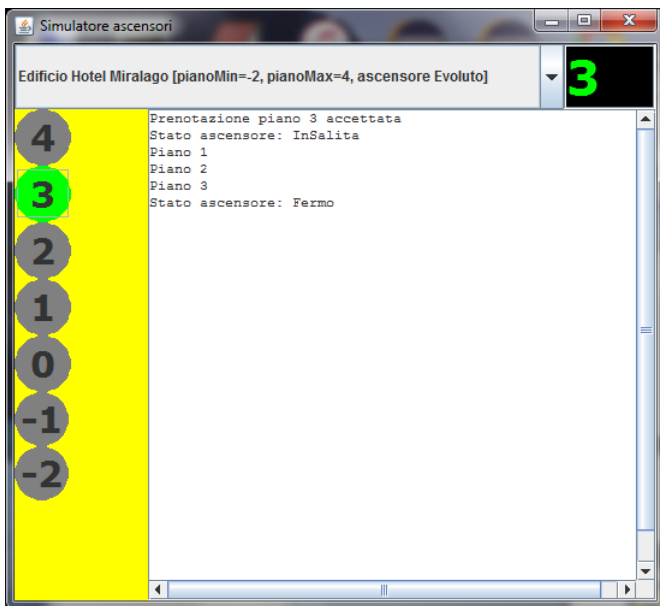 Simulatore ascensori
Edificio Hotel Miralago [pianoMin=-2, pianoMax=4, ascensore Evoluto]
3
4
3
2
1
0
-1
-2
Prenotazione piano 3 accettata
Stato ascensore: InSalita
Piano 1
Piano 2
Piano 3
Stato ascensore: Fermo